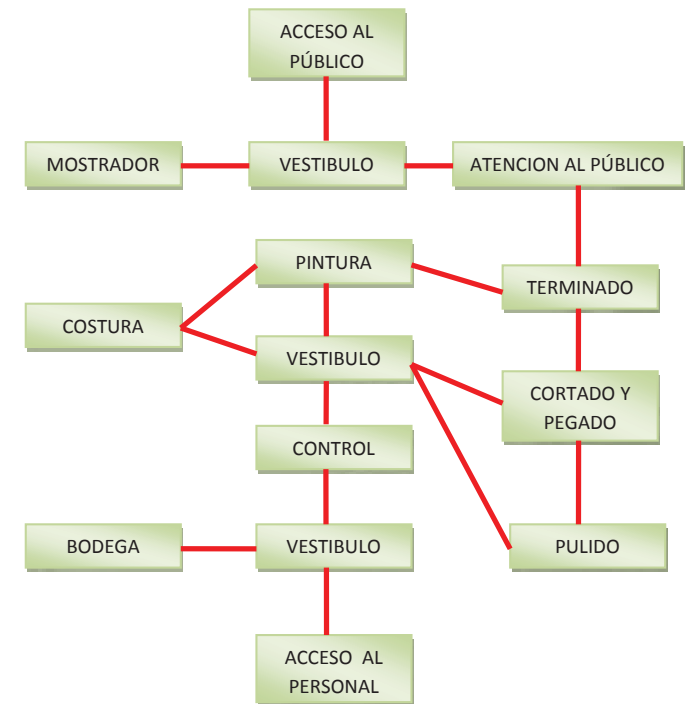 ACCESO AL
PÚBLICO
MOSTRADOR
VESTIBULO
ATENCION AL PÚBLICO
PINTURA
TERMINADO
COSTURA
VESTIBULO
CORTADO Y
PEGADO
CONTROL
BODEGA
VESTIBULO
PULIDO
ACCESO AL
PERSONAL